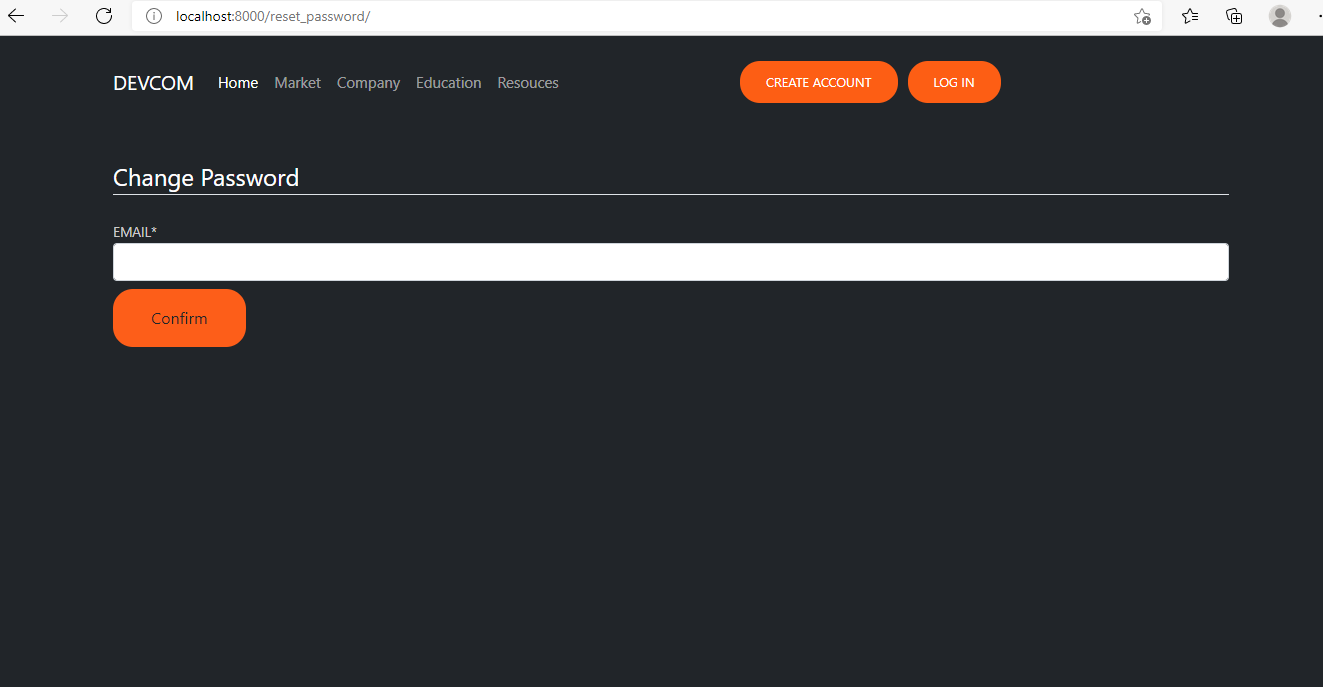 localhost:8000/reset_password/
DEVCOM Home Market Company Education Resouces CREATE ACCOUNT LOG IN
Change Password
EMAIL*
Confirm